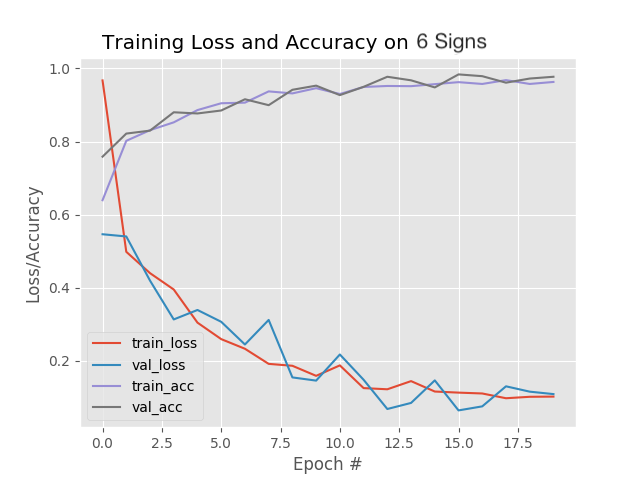 Training Loss and Accuracy on 6 Signs
1.0
0.8
0.6
0.4
0.2
Loss/Accuracy
train_loss
val_loss
train_acc
val_acc
0.0 2.5 5.0 7.5 10.0 12.5 15.0 17.5
Epoch #